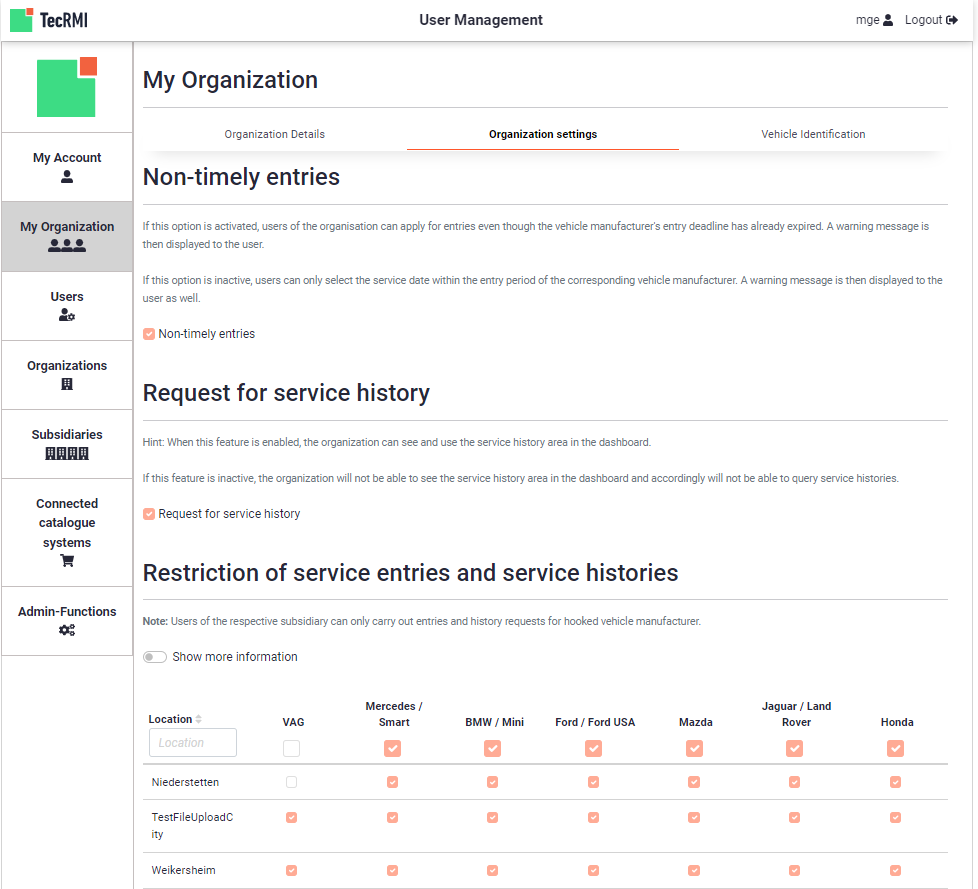 TecRMI
User Management
mge
Logout
My Account
My Organization
Users
Organizations
Subsidiaries
Connected
catalogue
systems
Admin-Functions
My Organization
Organization Details
Organization settings
Vehicle Identification
Non-timely entries
If this option is activated, users of the organisation can apply for entries even though the vehicle manufacturer's entry deadline has already expired. A warning message is
then displayed to the user.
If this option is inactive, users can only select the service date within the entry period of the corresponding vehicle manufacturer. A warning message is then displayed to the
user as well.
Non-timely entries
Request for service history
Hint: When this feature is enabled, the organization can see and use the service history area in the dashboard.
If this feature is inactive, the organization will not be able to see the service history area in the dashboard and accordingly will not be able to query service histories.
Request for service history
Restriction of service entries and service histories
Note: Users of the respective subsidiary can only carry out entries and history requests for hooked vehicle manufacturer.
Show more information
Location
Location
VAG
Mercedes /
Smart
BMW / Mini
Ford / Ford USA
Mazda
Jaguar / Land
Rover
Honda
Niederstetten
TestFileUploadC
ity
Weikersheim